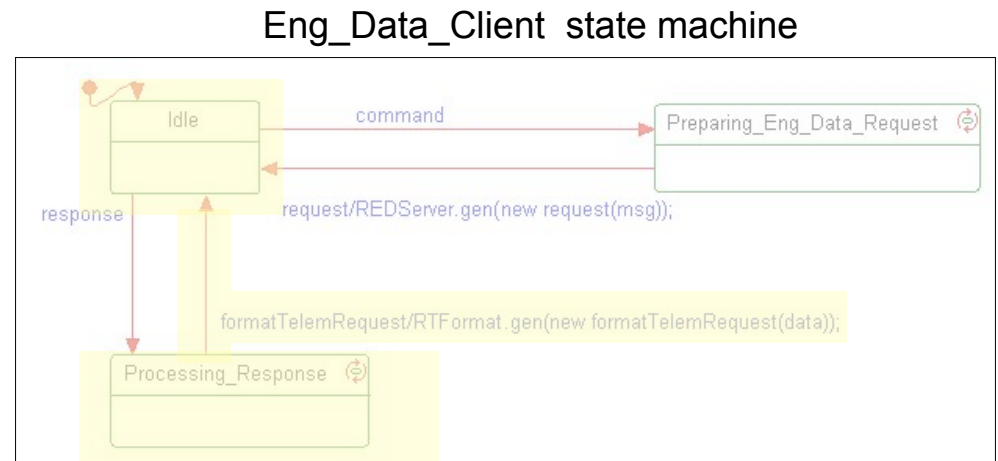 Eng_Data_Client state machine
Idle
command
Preparing_Eng_Data_Request
response
request/REDServer.gen(new request(msg));
formatTelemRequest/RTFormat.gen(new formatTelemRequest(data));
Processing_Response